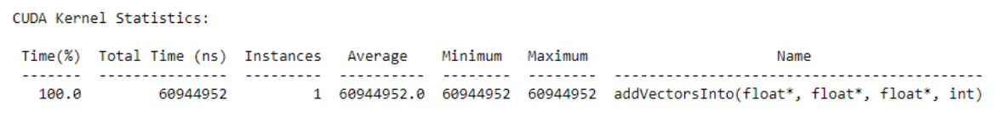 CUDA Kernel Statistics:
Time(%) Total Time (ns) Instances Average Minimum Maximum Name
------- --------------- --------- ---------- -------- -------- -------------------------------------------
100.0 60944952 1 60944952.0 60944952 60944952 addVectorsInto(float*, float*, float*, int)